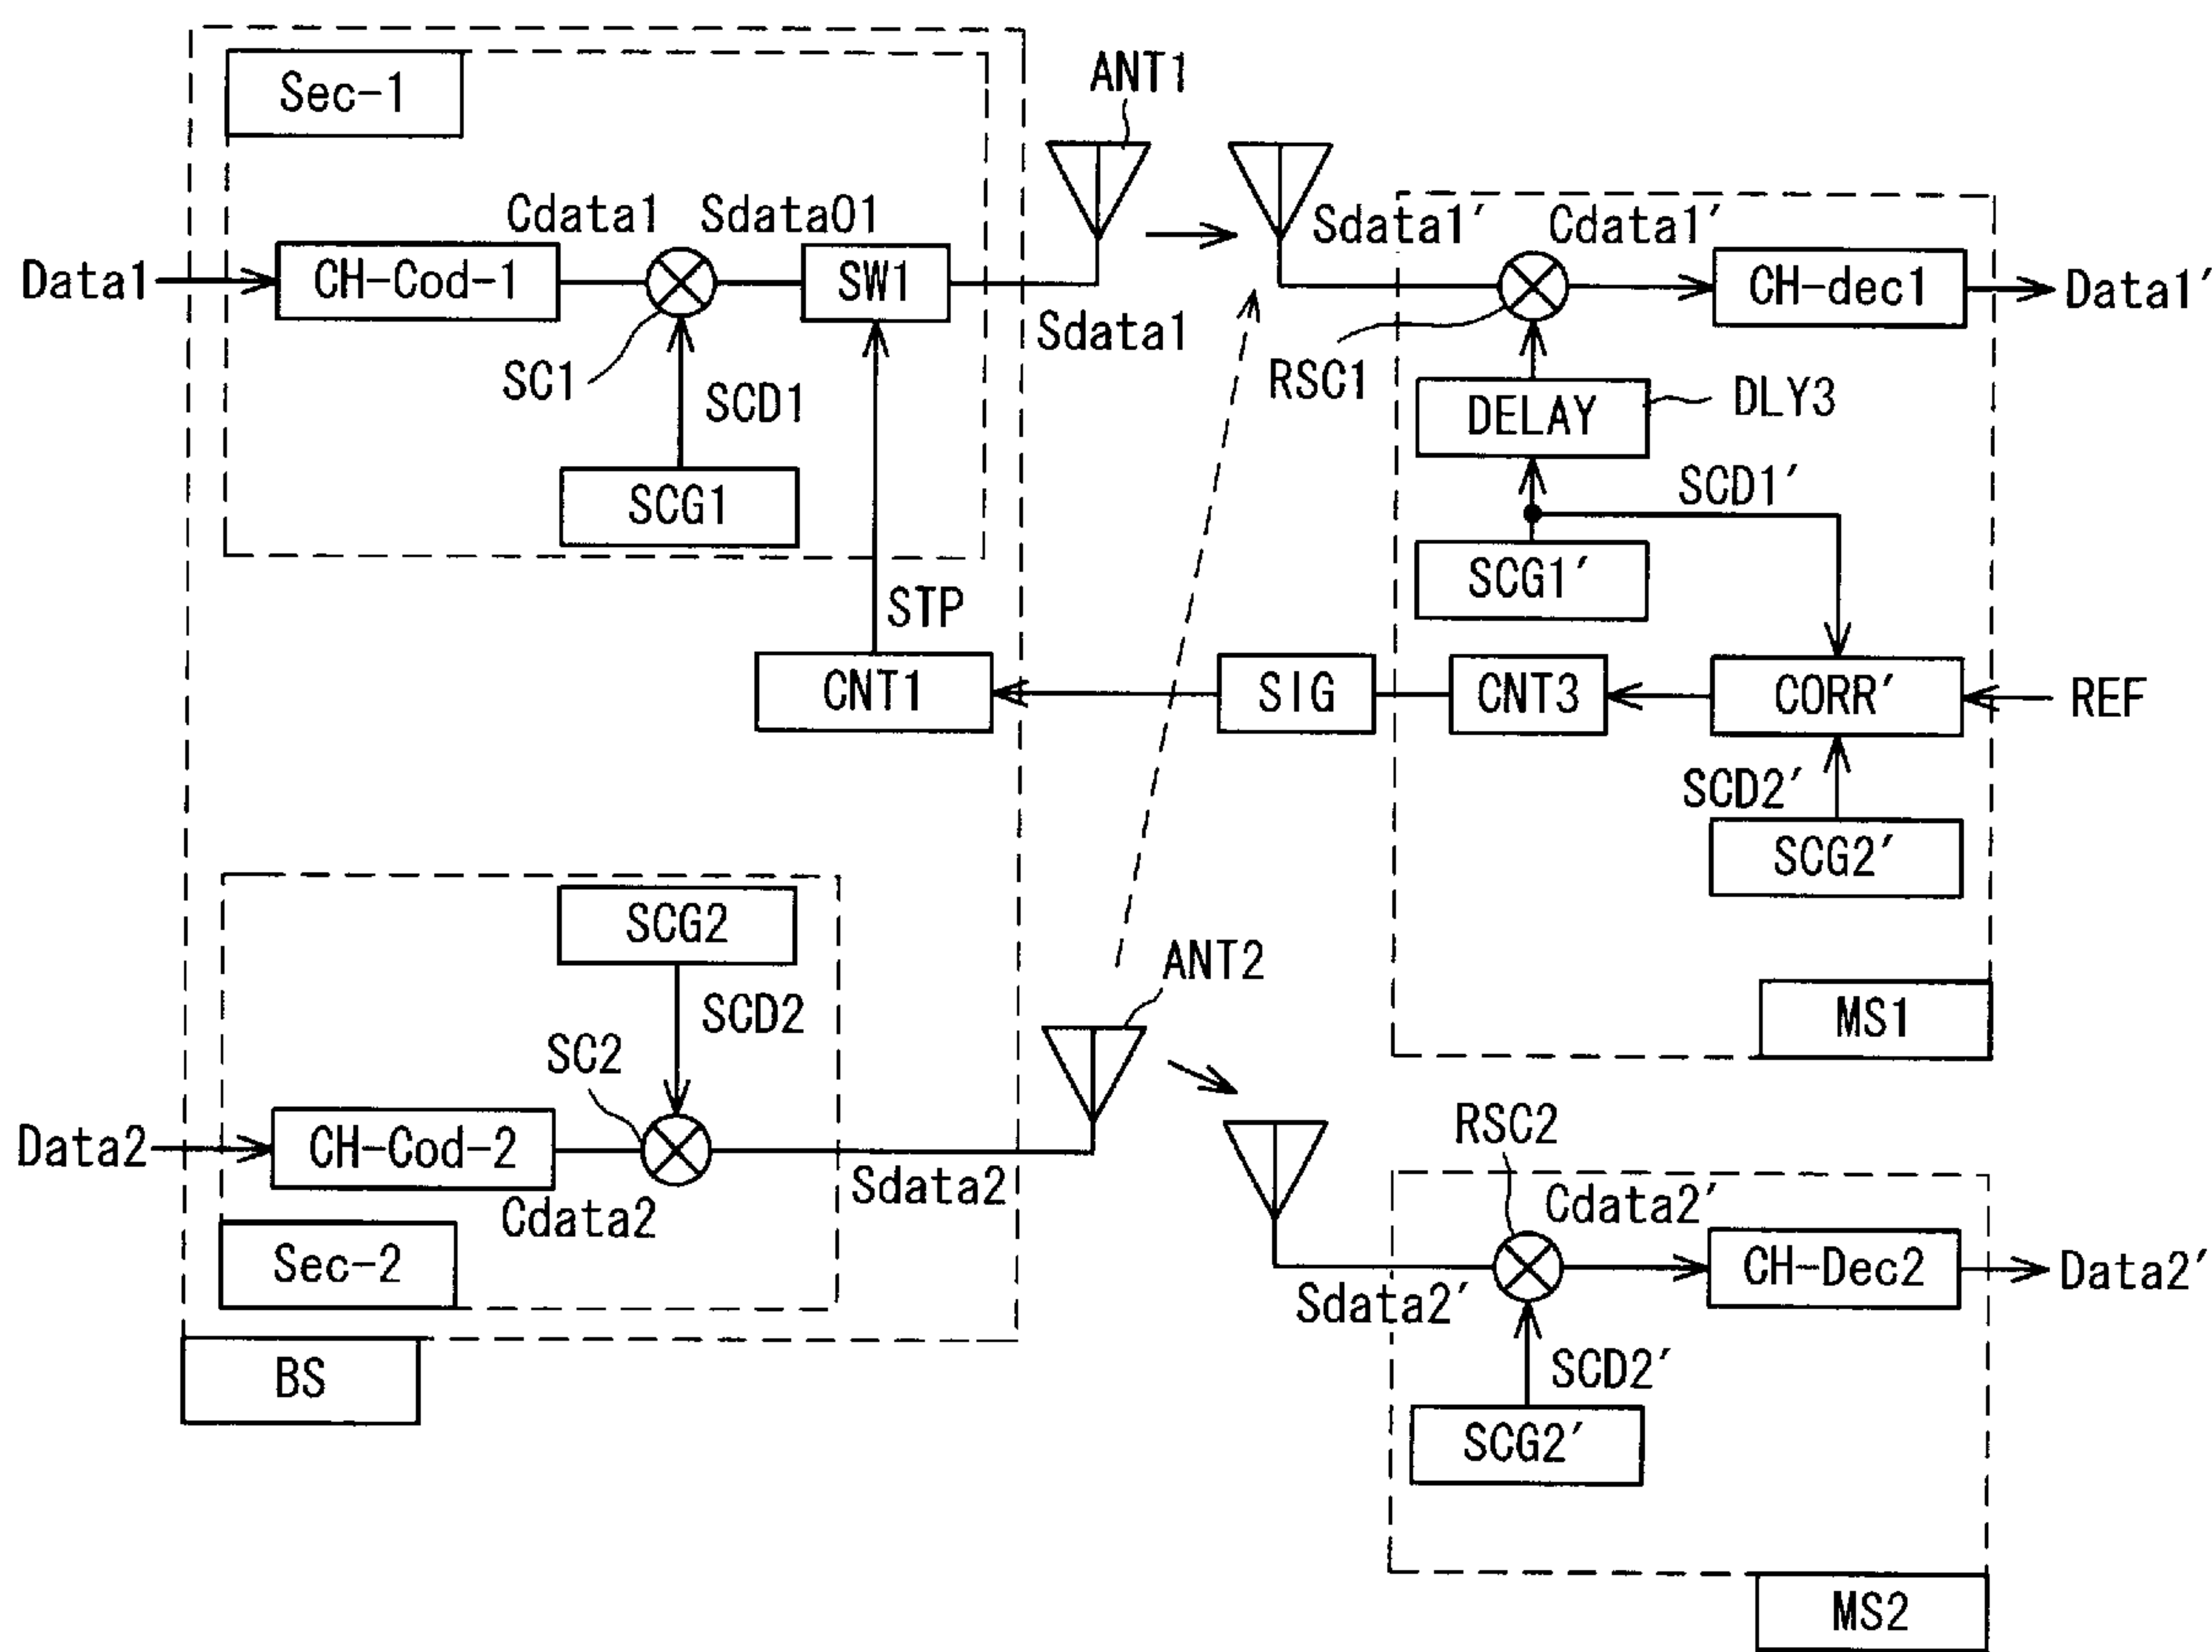 Sec-1
ANT1
Cdata1
Sdata01
Sdata1′
Cdata1′
Data1
CH-Cod-1
SW1
CH-dec1
Data1′
Sdata1
SC1
SCD1
RSC1
DELAY
DLY3
SCG1
SCD1′
SCG1′
STP
CNT1
SIG
CNT3
CORR′
REF
SCD2′
SCG2′
SCG2
ANT2
SCD2
MS1
SC2
RSC2
Data2
CH-Cod-2
Cdata2
Sdata2
Cdata2′
Sec-2
CH-Dec2
Data2′
Sdata2′
BS
SCD2′
SCG2′
MS2